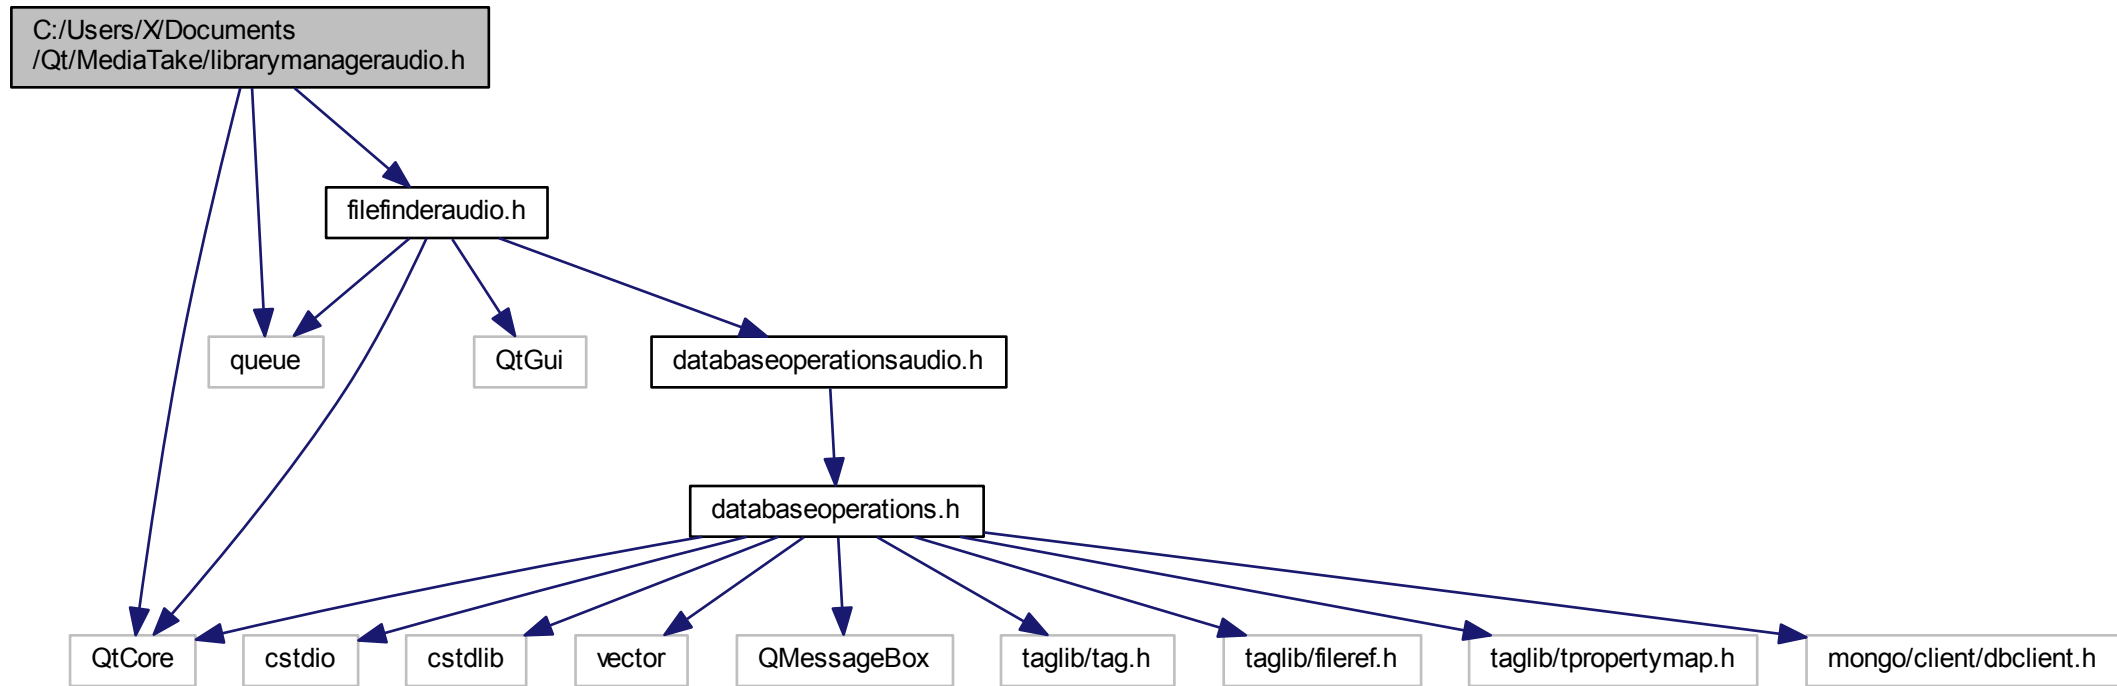 C:/Users/X/Documents
/Qt/MediaTake/librarymanageraudio.h
filefinderaudio.h
queue
QtGui
databaseoperationsaudio.h
databaseoperations.h
QtCore
cstdio
cstdlib
vector
QMessageBox
taglib/tag.h
taglib/fileref.h
taglib/tpropertymap.h
mongo/client/dbclient.h